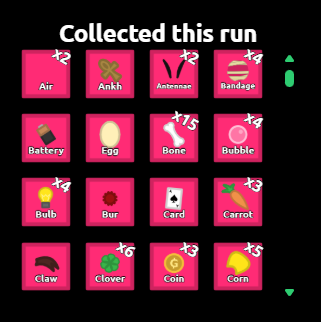 Collected this run
x2 x2 x4
Air Ankh Antennae Bandage
x15 x4
Battery Egg Bone Bubble
x4 x3
Bulb Bur Card Carrot
x6 x3 x5
Claw Clover Coin Corn